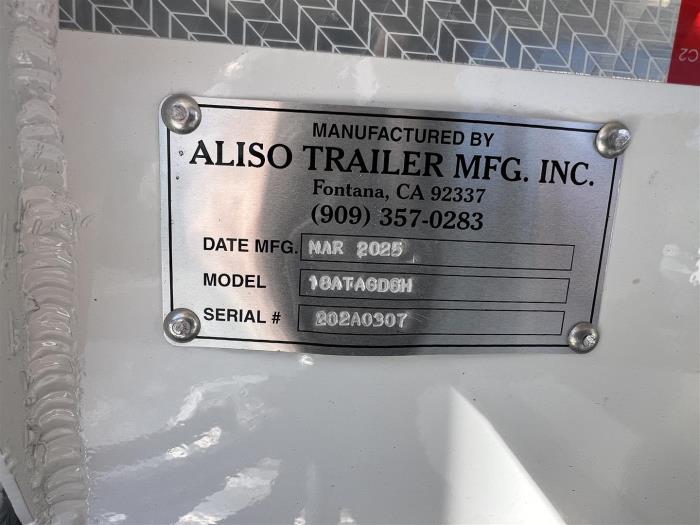 C2
MANUFACTURED BY
ALISO TRAILER MFG. INC.
Fontana, CA 92337
(909) 357-0283
DATE MFG. MAR 2025
MODEL
SERIAL # 202A0307